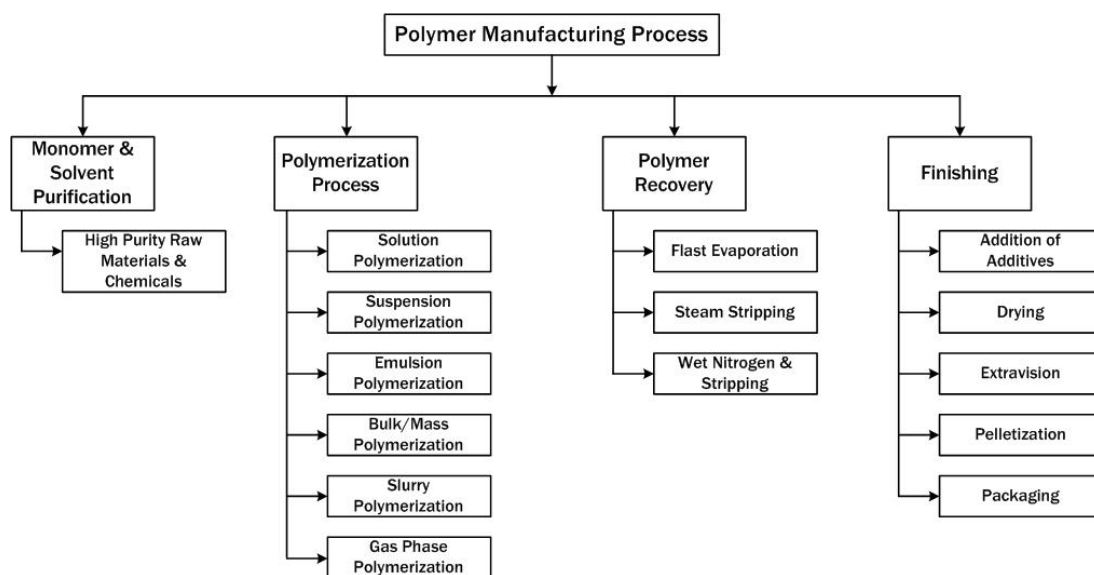 Polymer Manufacturing Process
Monomer &
Solvent
Purification
High Purity Raw
Materials &
Chemicals
Polymerization
Process
Solution
Polymerization
Suspension
Polymerization
Emulsion
Polymerization
Bulk/Mass
Polymerization
Slurry
Polymerization
Gas Phase
Polymerization
Polymer
Recovery
Flast Evaporation
Steam Stripping
Wet Nitrogen &
Stripping
Finishing
Addition of
Additives
Drying
Extravision
Pelletization
Packaging